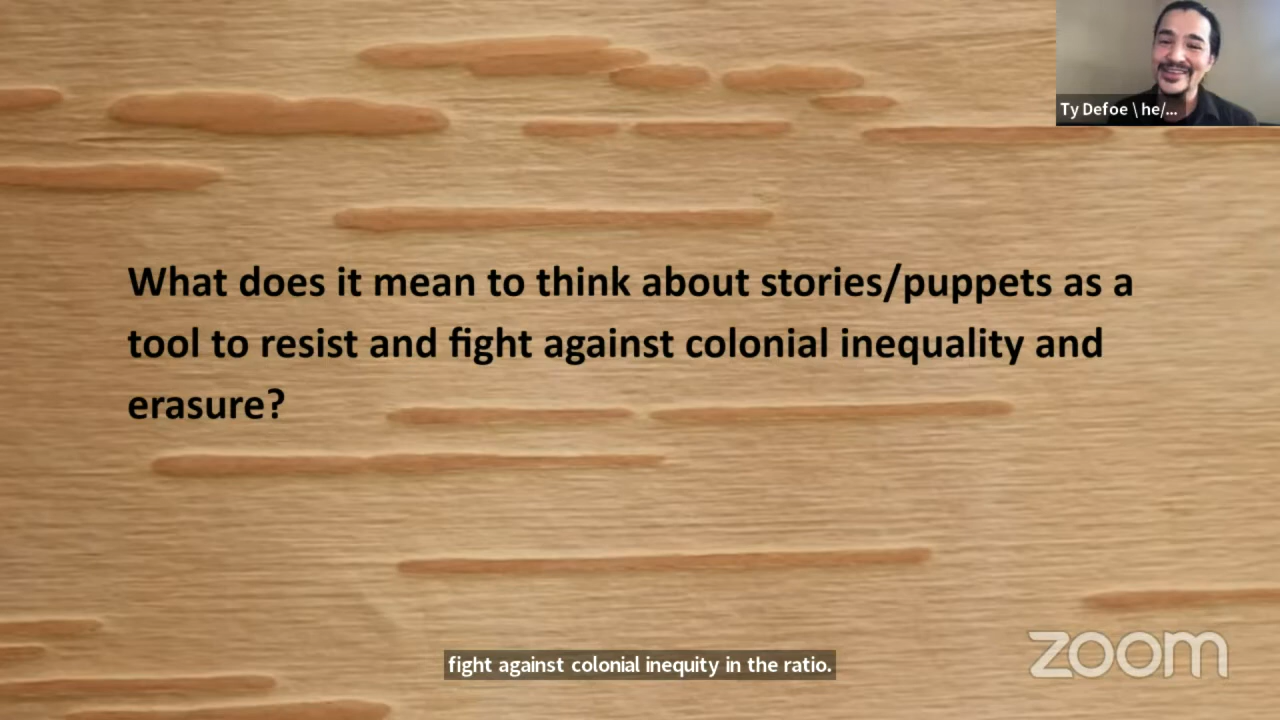 Ty Defoe \ he/...
What does it mean to think about stories/puppets as a
tool to resist and fight against colonial inequality and
erasure?
fight against colonial inequity in the ratio.
zoom